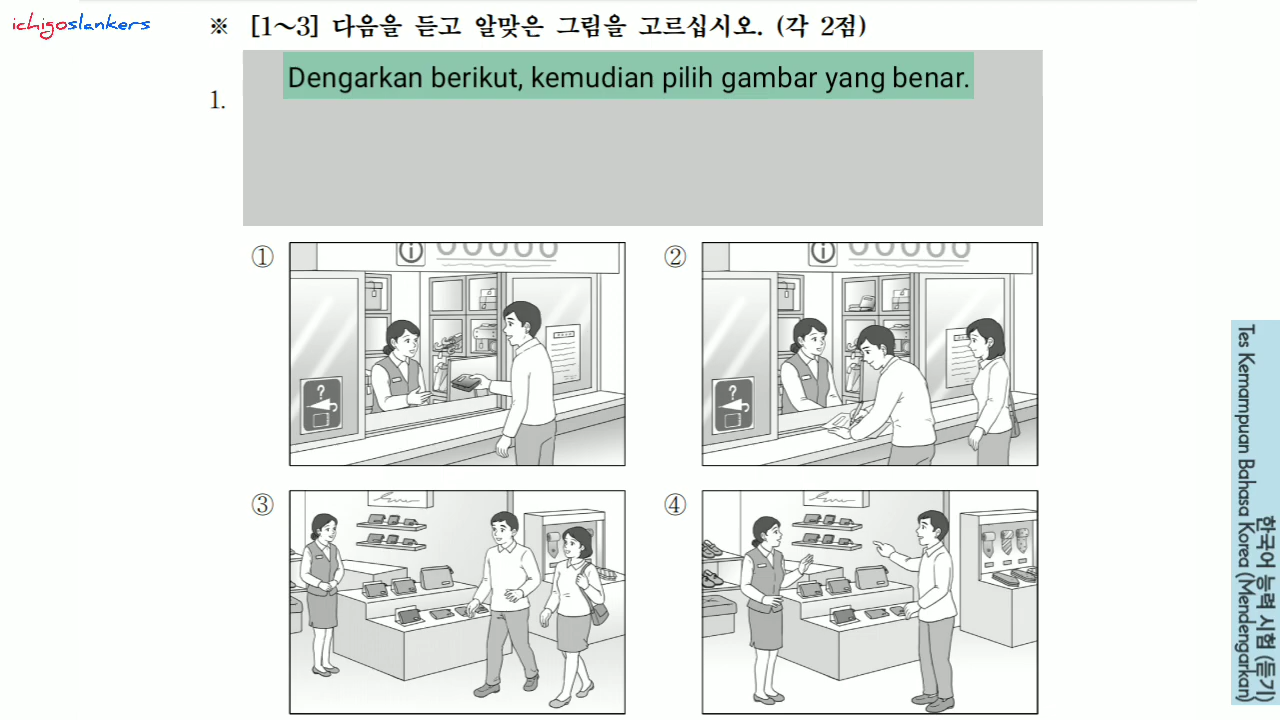 ichigoslankers
※ [1~3] 다음을 듣고 알맞은 그림을 고르십시오. (각 2점)
Dengarkan berikut, kemudian pilih gambar yang benar.
1.
①
i
?
②
i
?
③
④
한국어 능력 시험 (듣기)
Tes Kemampuan Bahasa Korea (Mendengarkan)